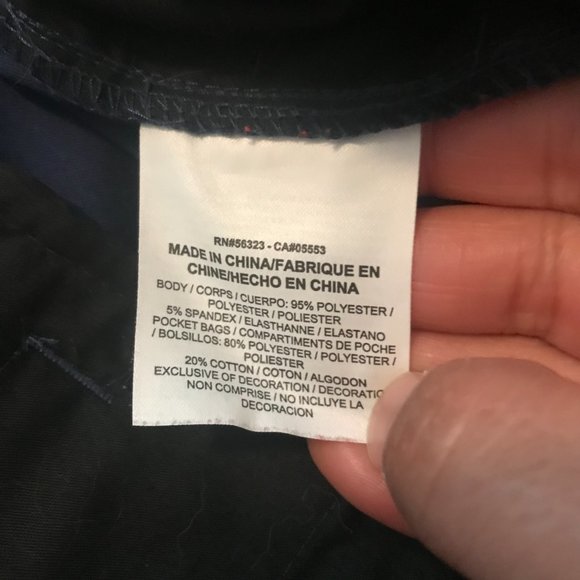 RN#56323 - CA#05553
MADE IN CHINA/FABRIQUE EN
CHINE/HECHO EN CHINA
BODY / CORPS / CUERPO: 95% POLYESTER /
POLYESTER / POLIESTER
5% SPANDEX / ELASTHANNE / ELASTANO
POCKET BAGS / COMPARTIMENTS DE POCHE
/ BOLSILLOS: 80% POLYESTER / POLYESTER /
POLIESTER
20% COTTON / COTON / ALGODON
EXCLUSIVE OF DECORATION / DECORATIO
NON COMPRISE / NO INCLUYE LA
DECORACION